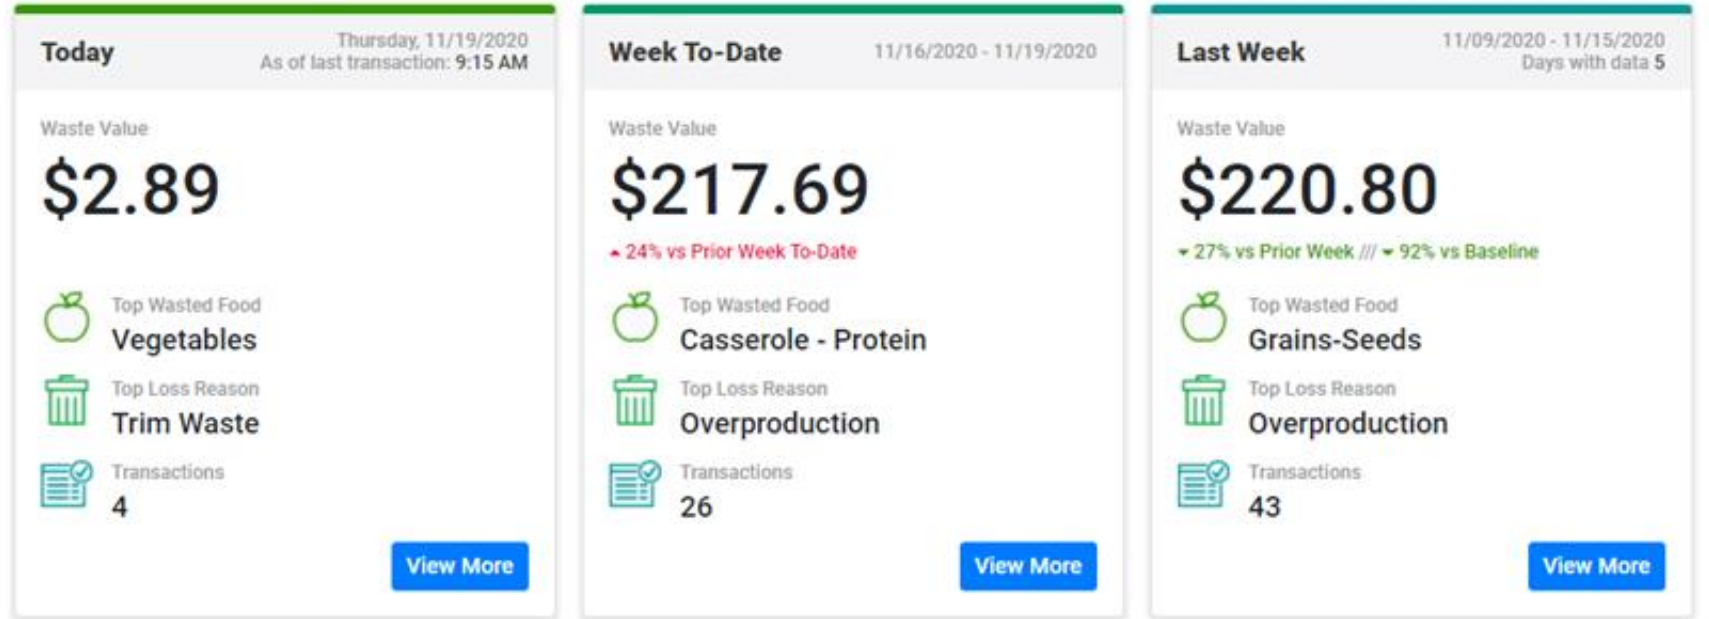 Today
Thursday, 11/19/2020
As of last transaction: 9:15 AM
Waste Value
$2.89
Top Wasted Food
Vegetables
Top Loss Reason
Trim Waste
Transactions
4
View More
Week To-Date
11/16/2020 - 11/19/2020
Waste Value
$217.69
24% vs Prior Week To-Date
Top Wasted Food
Casserole - Protein
Top Loss Reason
Overproduction
Transactions
26
View More
Last Week
11/09/2020 - 11/15/2020
Days with data 5
Waste Value
$220.80
27% vs Prior Week /// 92% vs Baseline
Top Wasted Food
Grains-Seeds
Top Loss Reason
Overproduction
Transactions
43
View More